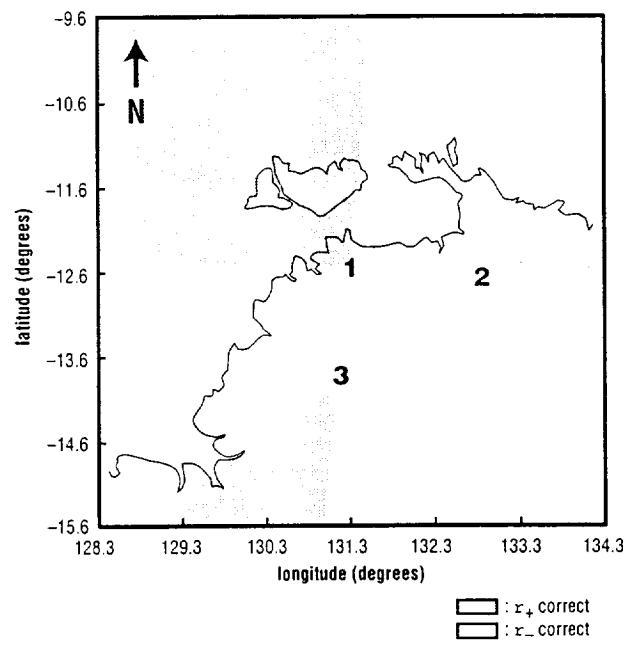 −9.6
−10.6
−11.6
−12.6
−13.6
−14.6
−15.6
latitude (degrees)
N
1
2
3
128.3 129.3 130.3 131.3 132.3 133.3 134.3
longitude (degrees)
: r+ correct
: r− correct